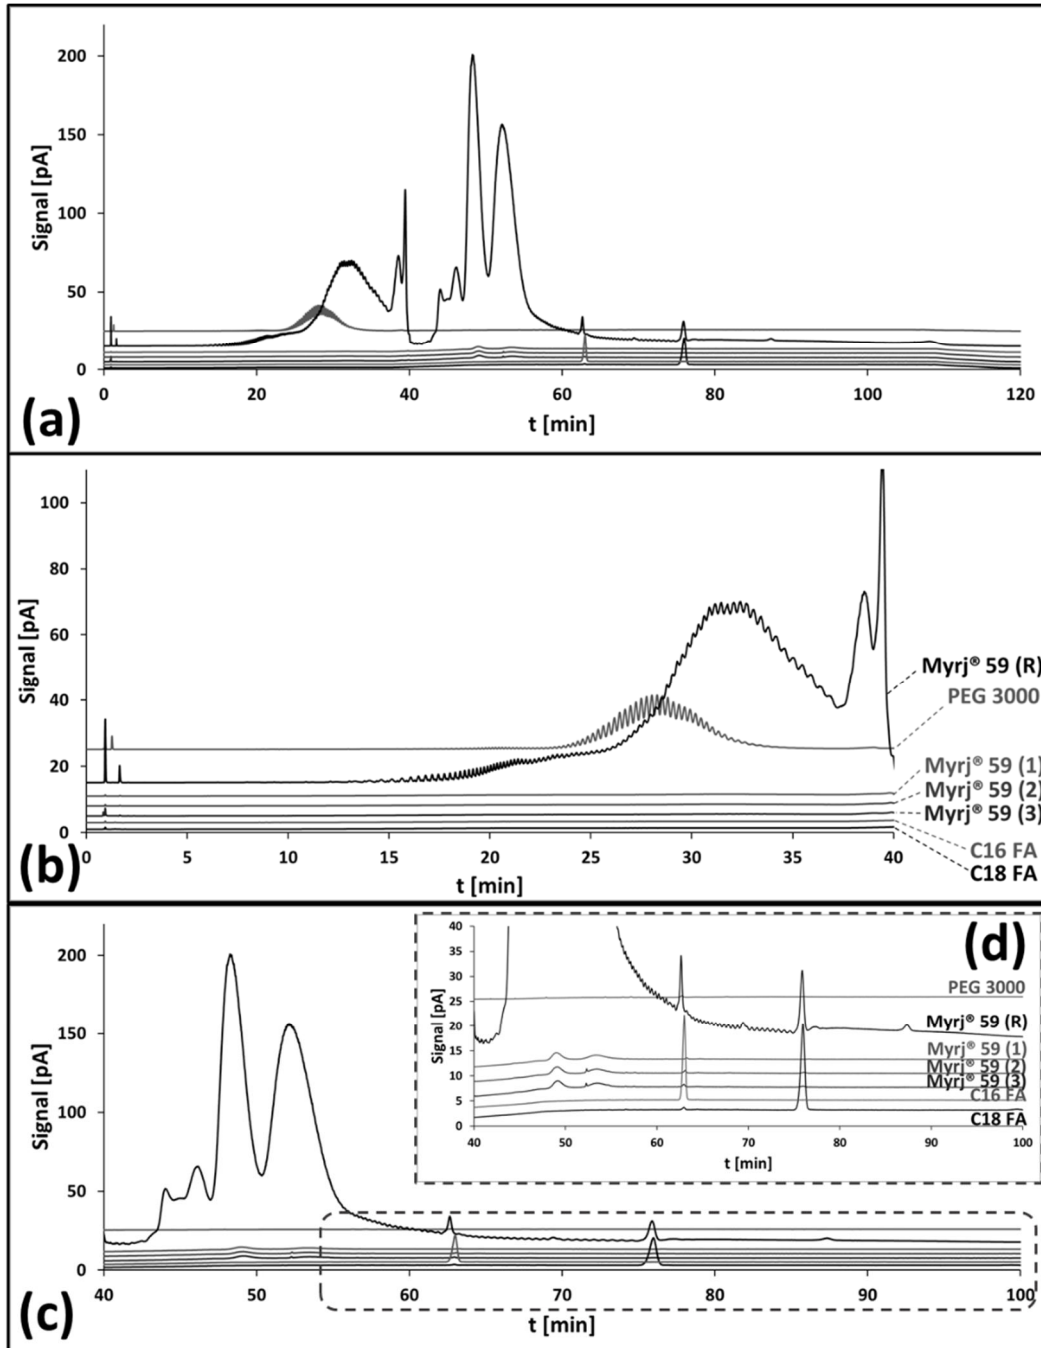 200
150
100
50
0
Signal [pA]
0 20 40 60 80 100 120
t [min]
(a)
100
80
60
40
20
0
Signal [pA]
Myrj® 59 (R)
PEG 3000
Myrj® 59 (1)
Myrj® 59 (2)
Myrj® 59 (3)
C16 FA
C18 FA
0 5 10 15 20 25 30 35 40
t [min]
(b)
200
150
100
50
0
Signal [pA]
40 50 60 70 80 90 100
t [min]
(c)
(d)
40
35
30
25
20
15
10
5
0
Signal [pA]
PEG 3000
Myrj® 59 (R)
Myrj® 59 (1)
Myrj® 59 (2)
Myrj® 59 (3)
C16 FA
C18 FA
40 50 60 70 80 90 100
t [min]